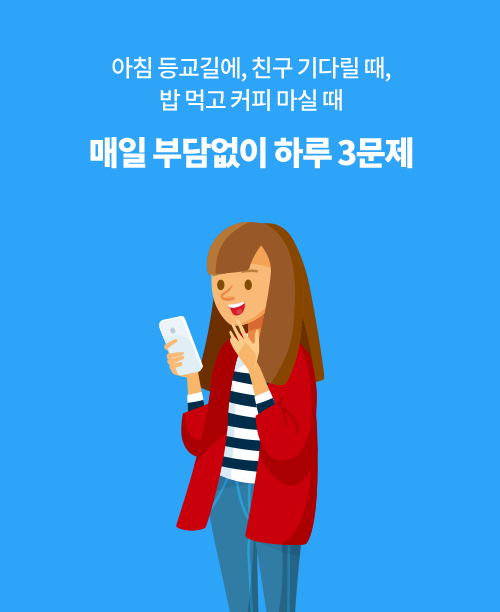 아침 등교길에, 친구 기다릴 때,
밥 먹고 커피 마실 때
매일 부담없이 하루 3문제